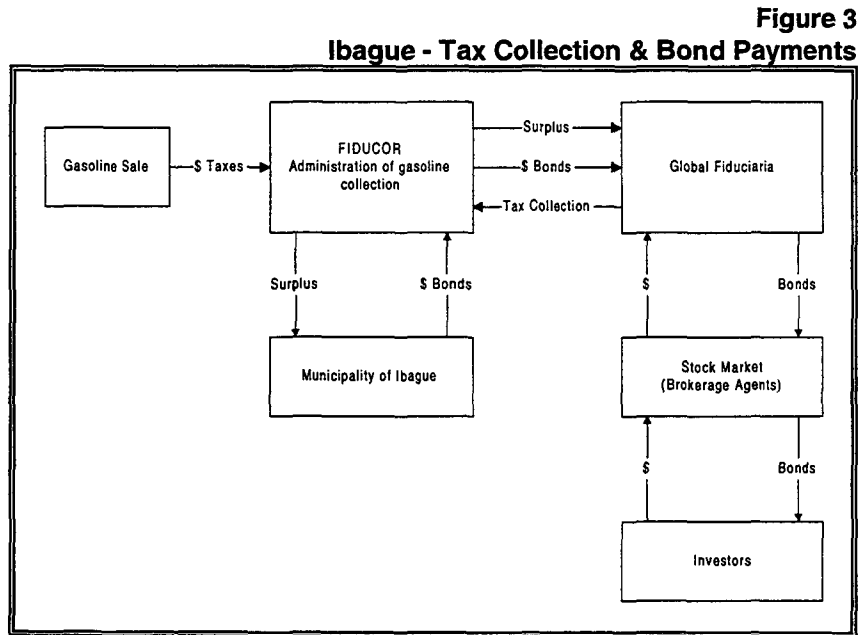 Figure 3
Ibague - Tax Collection & Bond Payments
Gasoline Sale
$ Taxes
FIDUCOR
Administration of gasoline
collection
Surplus
$ Bonds
Tax Collection
Global Fiduciaria
Surplus
$ Bonds
$
Bonds
Municipality of Ibague
Stock Market
(Brokerage Agents)
$
Bonds
Investors